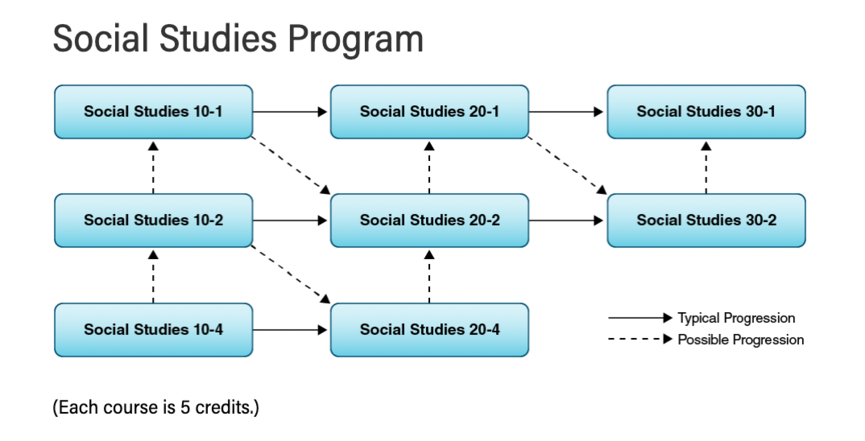 Social Studies Program
Social Studies 10-1
Social Studies 20-1
Social Studies 30-1
Social Studies 10-2
Social Studies 20-2
Social Studies 30-2
Social Studies 10-4
Social Studies 20-4
Typical Progression
Possible Progression
(Each course is 5 credits.)